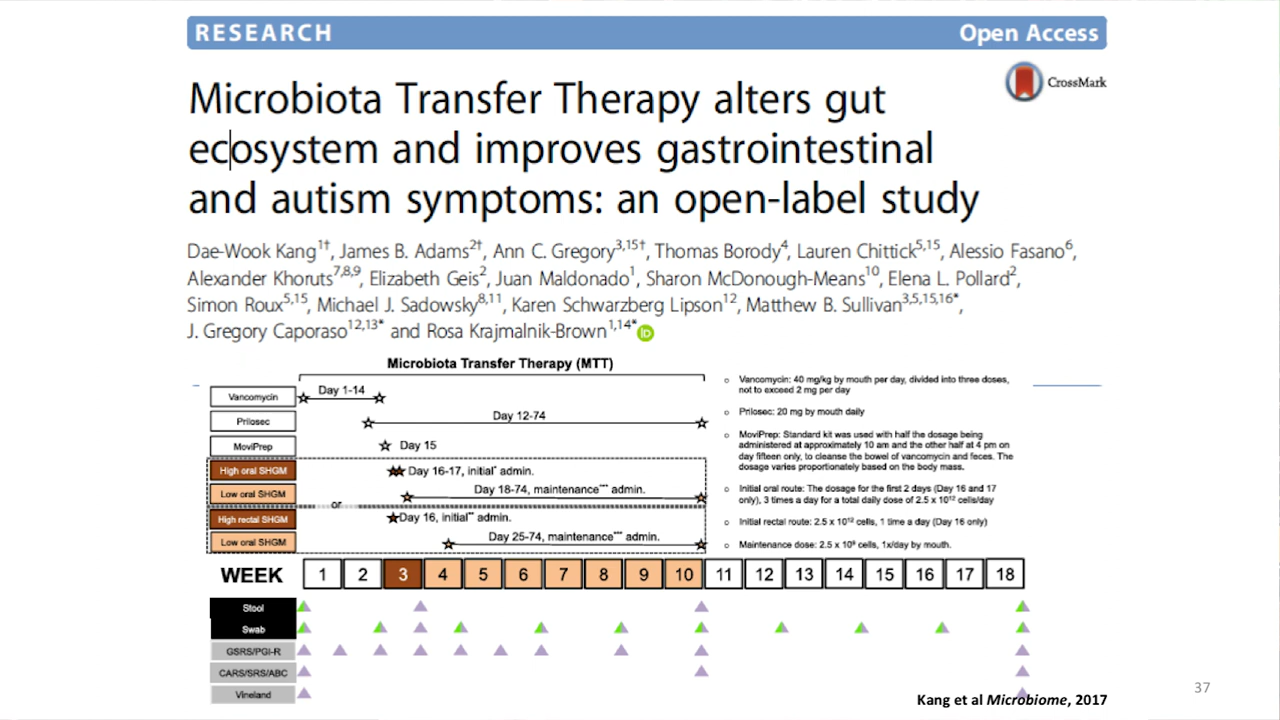 RESEARCH
Open Access
CrossMark
Microbiota Transfer Therapy alters gut
ecosystem and improves gastrointestinal
and autism symptoms: an open-label study
Dae-Wook Kang1†, James B. Adams2†, Ann C. Gregory3,15†, Thomas Borody4, Lauren Chittick5,15, Alessio Fasano6,
Alexander Khoruts7,8,9, Elizabeth Geis2, Juan Maldonado1, Sharon McDonough-Means10, Elena L. Pollard2,
Simon Roux5,15, Michael J. Sadowsky8,11, Karen Schwarzberg Lipson12, Matthew B. Sullivan3,5,15,16*,
J. Gregory Caporaso12,13* and Rosa Krajmalnik-Brown1,14* iD
Microbiota Transfer Therapy (MTT)
Vancomycin
Day 1-14
Prilosec
Day 12-74
MoviPrep
Day 15
High oral SHGM
Day 16-17, initial* admin.
Low oral SHGM
Day 18-74, maintenance*** admin.
or
High rectal SHGM
Day 16, initial** admin.
Low oral SHGM
Day 25-74, maintenance*** admin.
○ Vancomycin: 40 mg/kg by mouth per day, divided into three doses,
not to exceed 2 mg per day
○ Prilosec: 20 mg by mouth daily
○ MoviPrep: Standard kit was used with half the dosage being
administered at approximately 10 am and the other half at 4 pm on
day fifteen only, to cleanse the bowel of vancomycin and feces. The
dosage varies proportionately based on the body mass.
○ Initial oral route: The dosage for the first 2 days (Day 16 and 17
only), 3 times a day for a total daily dose of 2.5 x 10¹² cells/day
○ Initial rectal route: 2.5 x 10¹² cells, 1 time a day (Day 16 only)
○ Maintenance dose: 2.5 x 10⁹ cells, 1x/day by mouth.
WEEK 1 2 3 4 5 6 7 8 9 10 11 12 13 14 15 16 17 18
Stool
Swab
GSRS/PGI-R
CARS/SRS/ABC
Vineland
Kang et al Microbiome, 2017
37